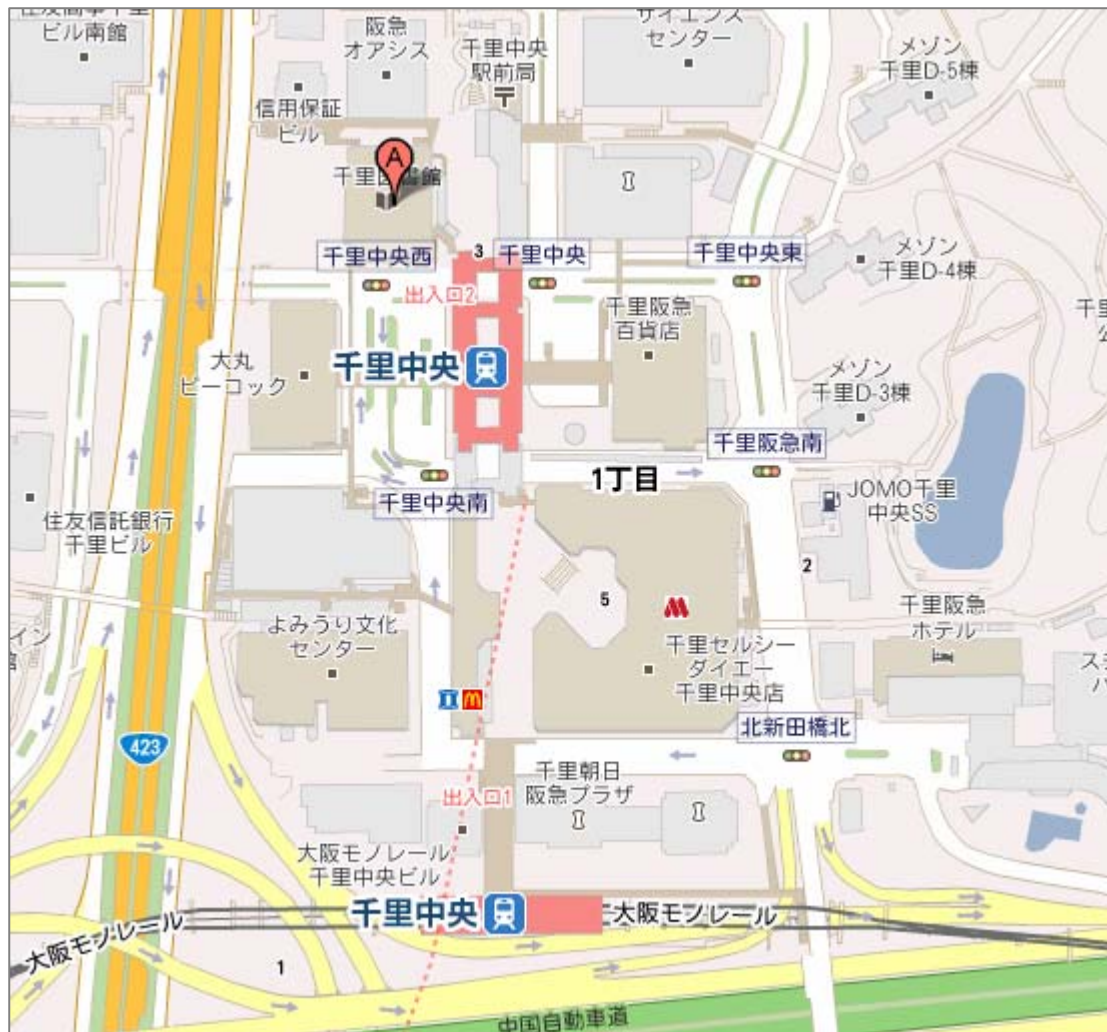 ビル南館
阪急
オアシス
千里中央
駅前局
サイエンス
センター
メゾン
千里D-5棟
信用保証
ビル
A
千里図書館
千里中央西
3
千里中央
千里中央東
メゾン
千里D-4棟
出入口2
千里阪急
百貨店
千里中央
大丸
ピーコック
メゾン
千里D-3棟
千里阪急南
1丁目
千里中央南
JOMO千里
中央SS
住友信託銀行
千里ビル
2
5
千里阪急
ホテル
よみうり文化
センター
千里セルシー
ダイエー
千里中央店
北新田橋北
423
千里朝日
阪急プラザ
出入口1
大阪モノレール
千里中央ビル
千里中央
大阪モノレール
大阪モノレール
1
中国自動車道